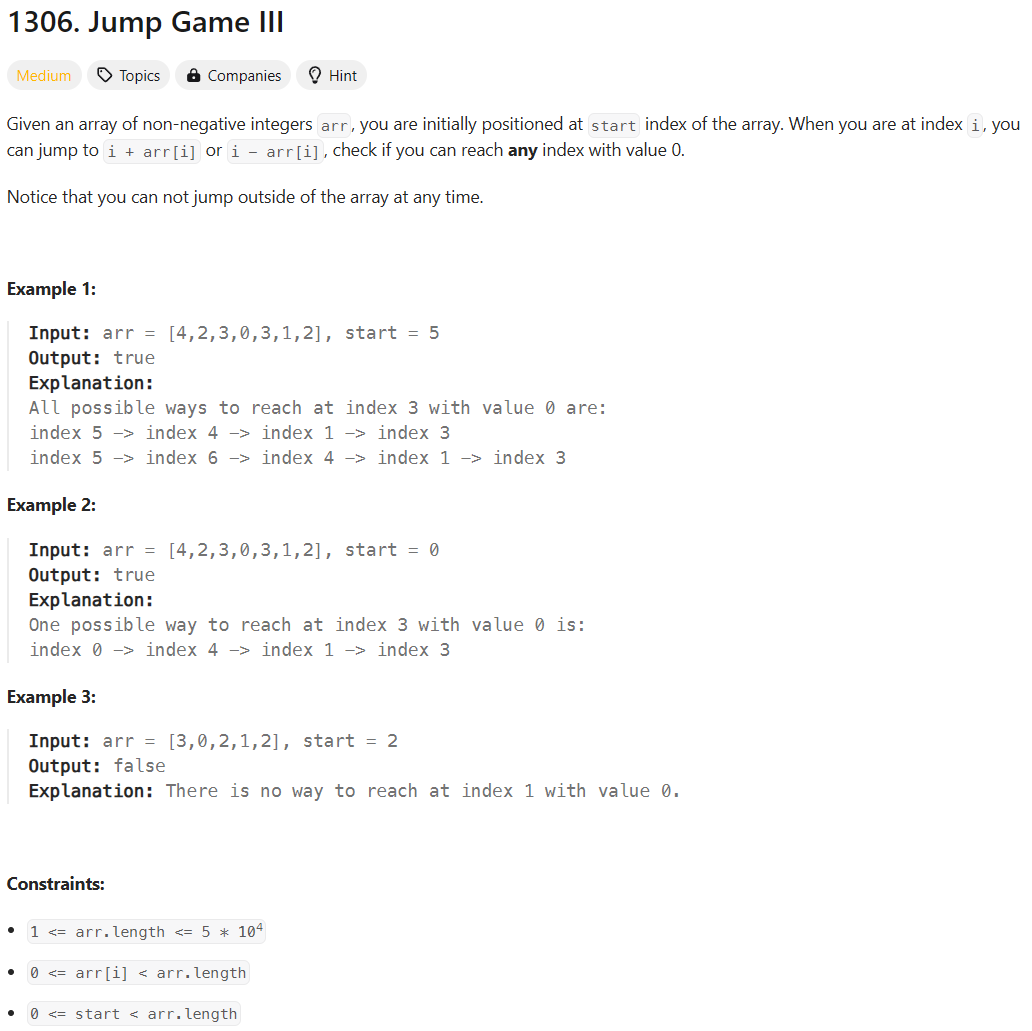 1306. Jump Game III
Medium Topics Companies Hint
Given an array of non-negative integers arr, you are initially positioned at start index of the array. When you are at index i, you
can jump to i + arr[i] or i - arr[i], check if you can reach any index with value 0.
Notice that you can not jump outside of the array at any time.
Example 1:
Input: arr = [4,2,3,0,3,1,2], start = 5
Output: true
Explanation:
All possible ways to reach at index 3 with value 0 are:
index 5 -> index 4 -> index 1 -> index 3
index 5 -> index 6 -> index 4 -> index 1 -> index 3
Example 2:
Input: arr = [4,2,3,0,3,1,2], start = 0
Output: true
Explanation:
One possible way to reach at index 3 with value 0 is:
index 0 -> index 4 -> index 1 -> index 3
Example 3:
Input: arr = [3,0,2,1,2], start = 2
Output: false
Explanation: There is no way to reach at index 1 with value 0.
Constraints:
• 1 <= arr.length <= 5 * 10⁴
• 0 <= arr[i] < arr.length
• 0 <= start < arr.length